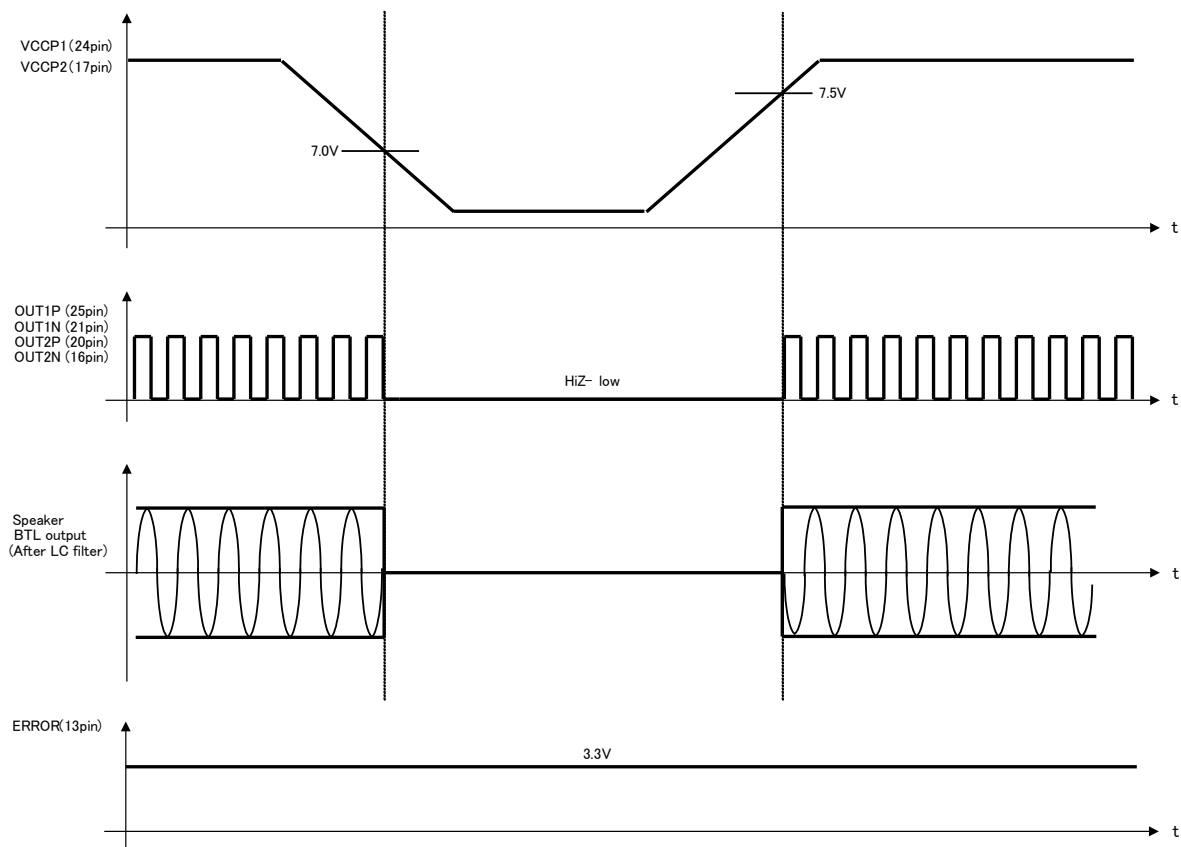 VCCP1(24pin)
VCCP2(17pin)
7.5V
7.0V
t
OUT1P (25pin)
OUT1N (21pin)
OUT2P (20pin)
OUT2N (16pin)
HiZ- low
t
Speaker
BTL output
(After LC filter)
t
ERROR(13pin)
3.3V
t